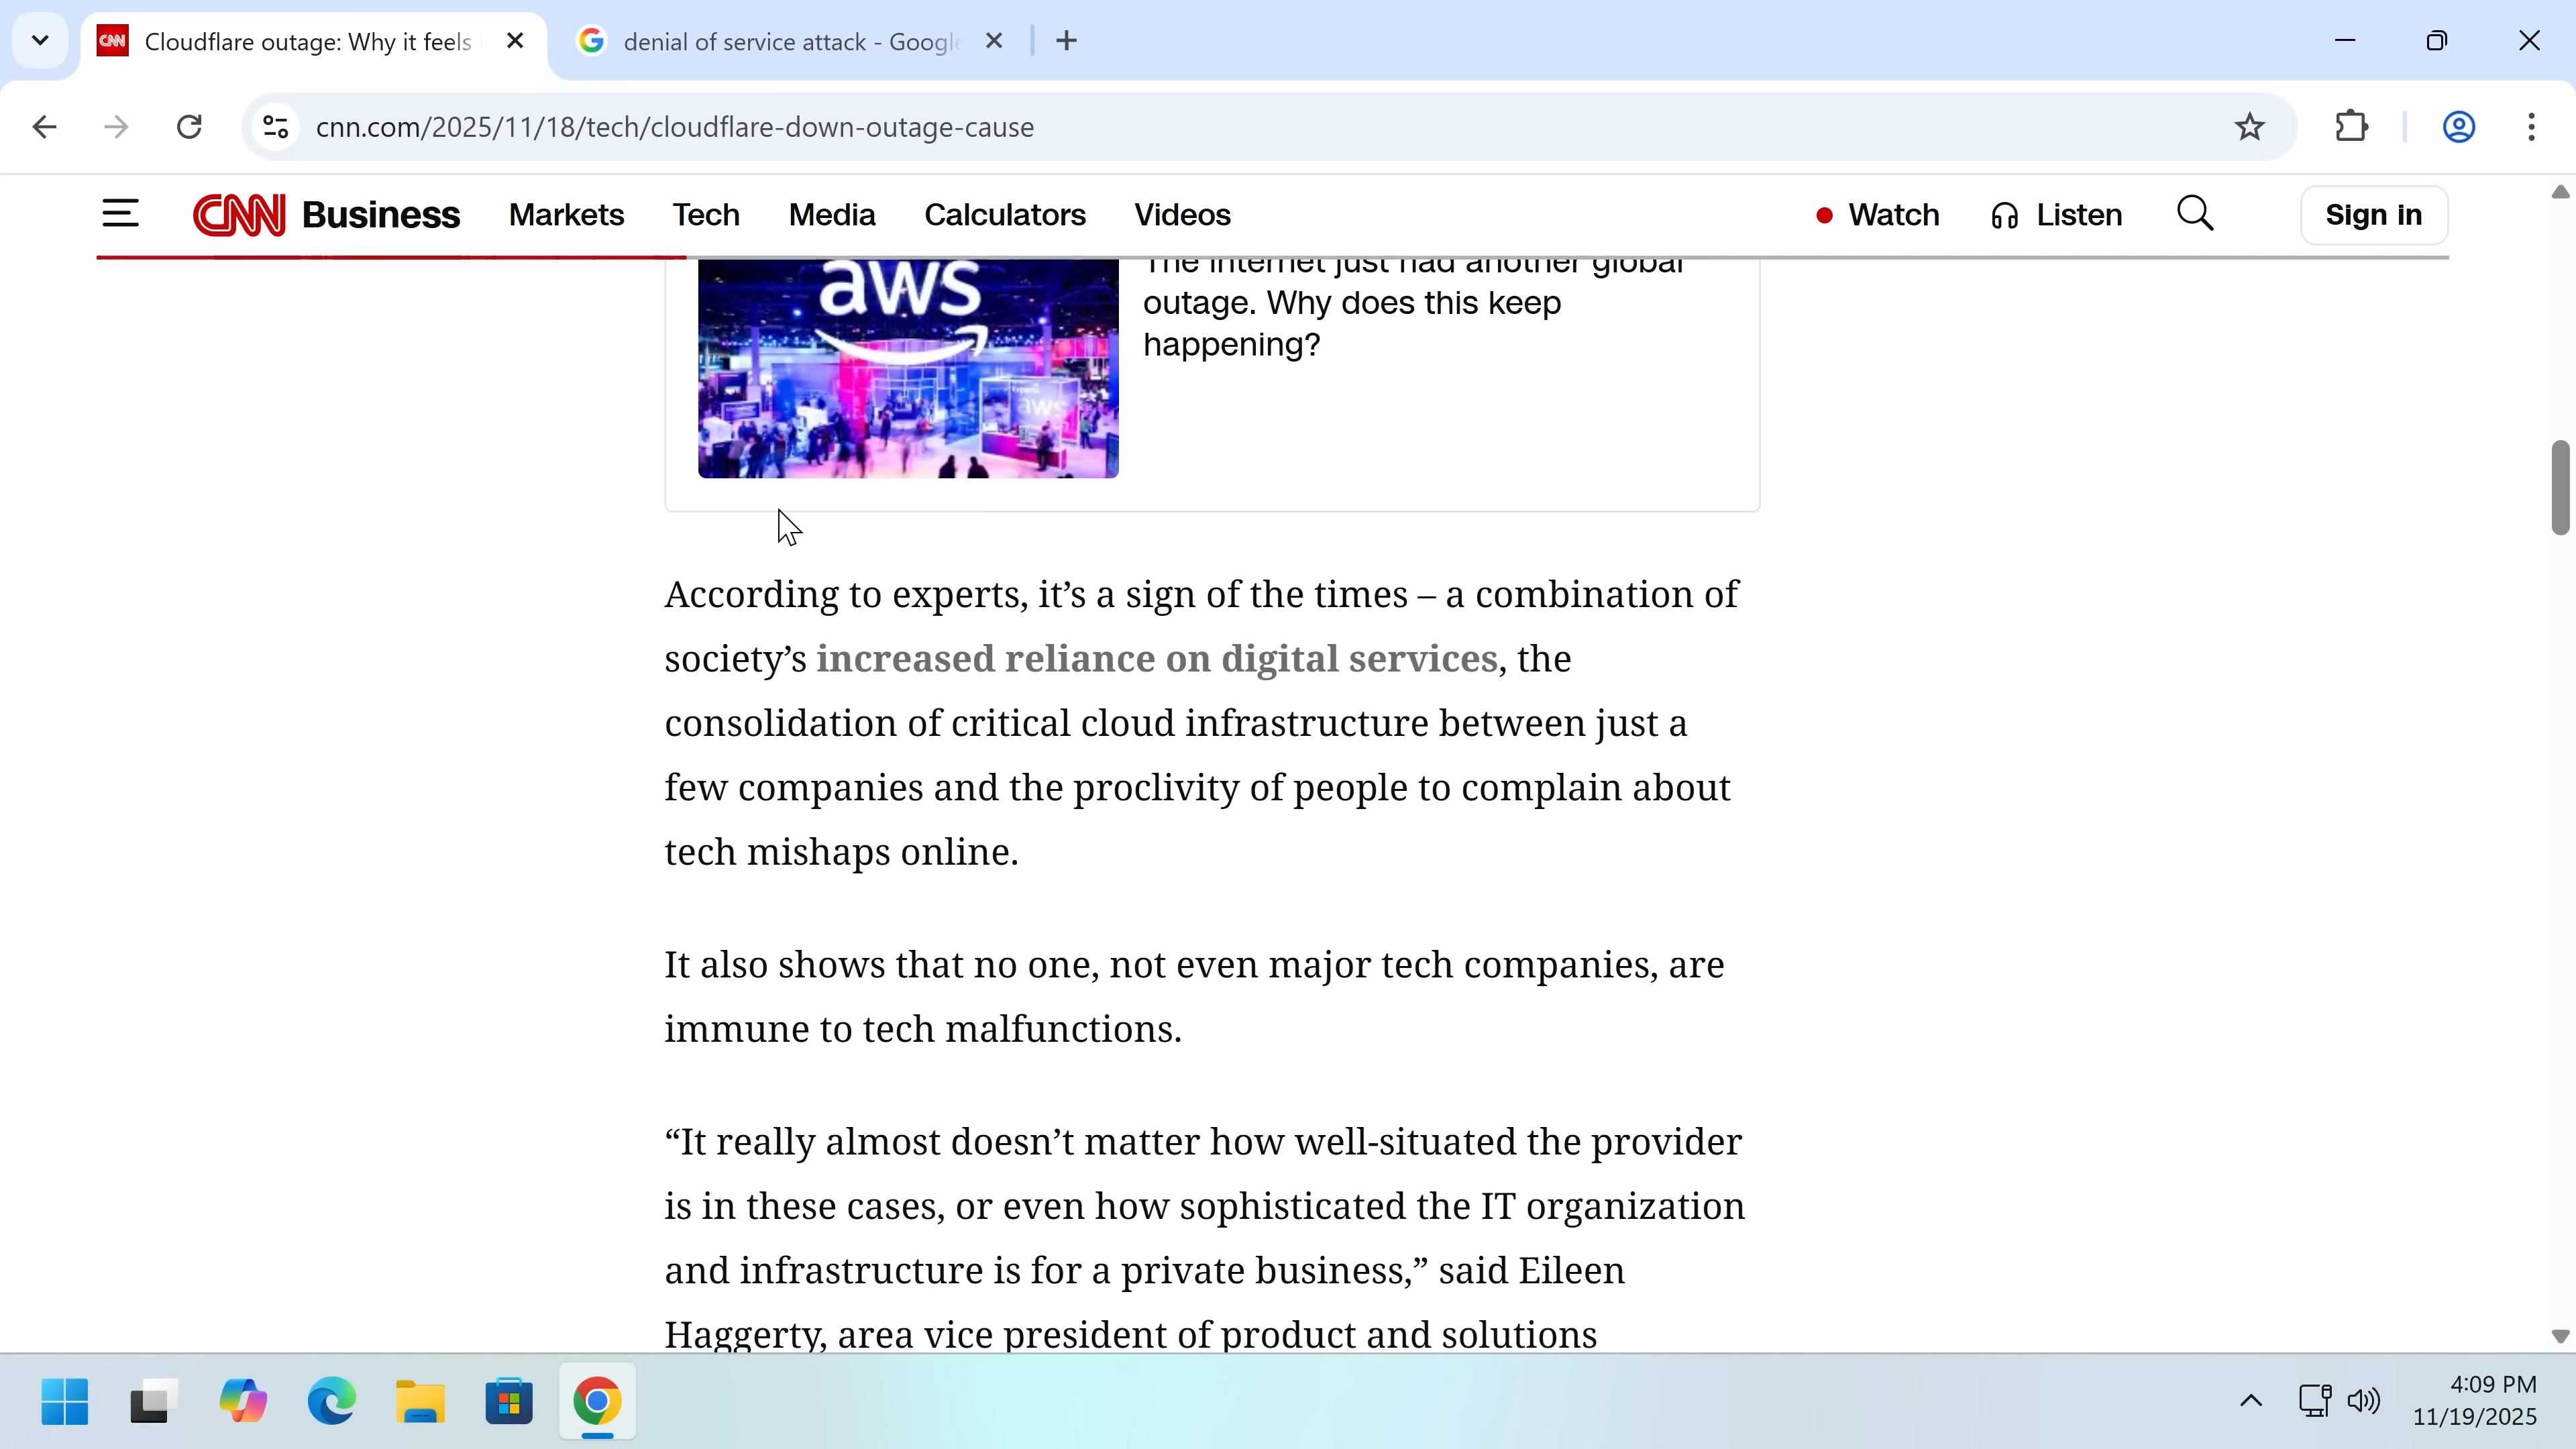 Cloudflare outage: Why it feels
denial of service attack - Google
cnn.com/2025/11/18/tech/cloudflare-down-outage-cause
CNN Business Markets Tech Media Calculators Videos Watch Listen Sign in
The internet just had another global
outage. Why does this keep
happening?
aws
aws
According to experts, it’s a sign of the times – a combination of
society’s increased reliance on digital services, the
consolidation of critical cloud infrastructure between just a
few companies and the proclivity of people to complain about
tech mishaps online.
It also shows that no one, not even major tech companies, are
immune to tech malfunctions.
“It really almost doesn’t matter how well-situated the provider
is in these cases, or even how sophisticated the IT organization
and infrastructure is for a private business,” said Eileen
Haggerty, area vice president of product and solutions
4:09 PM
11/19/2025